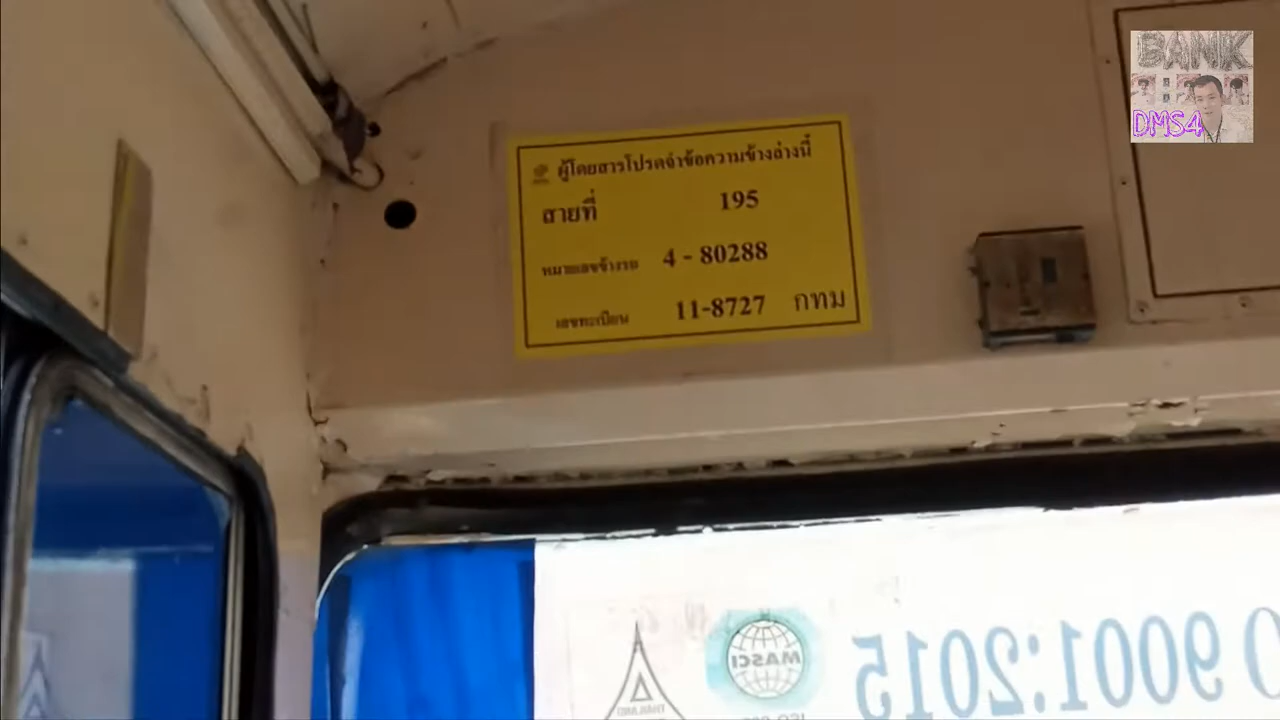 BANK
DMS4
ผู้โดยสารโปรดจำข้อความข้างล่างนี้
สายที่ 195
หมายเลขข้างรถ 4 - 80288
เลขทะเบียน 11-8727 กทม
MASCI
THAILAND
O 9001:2015
ISO